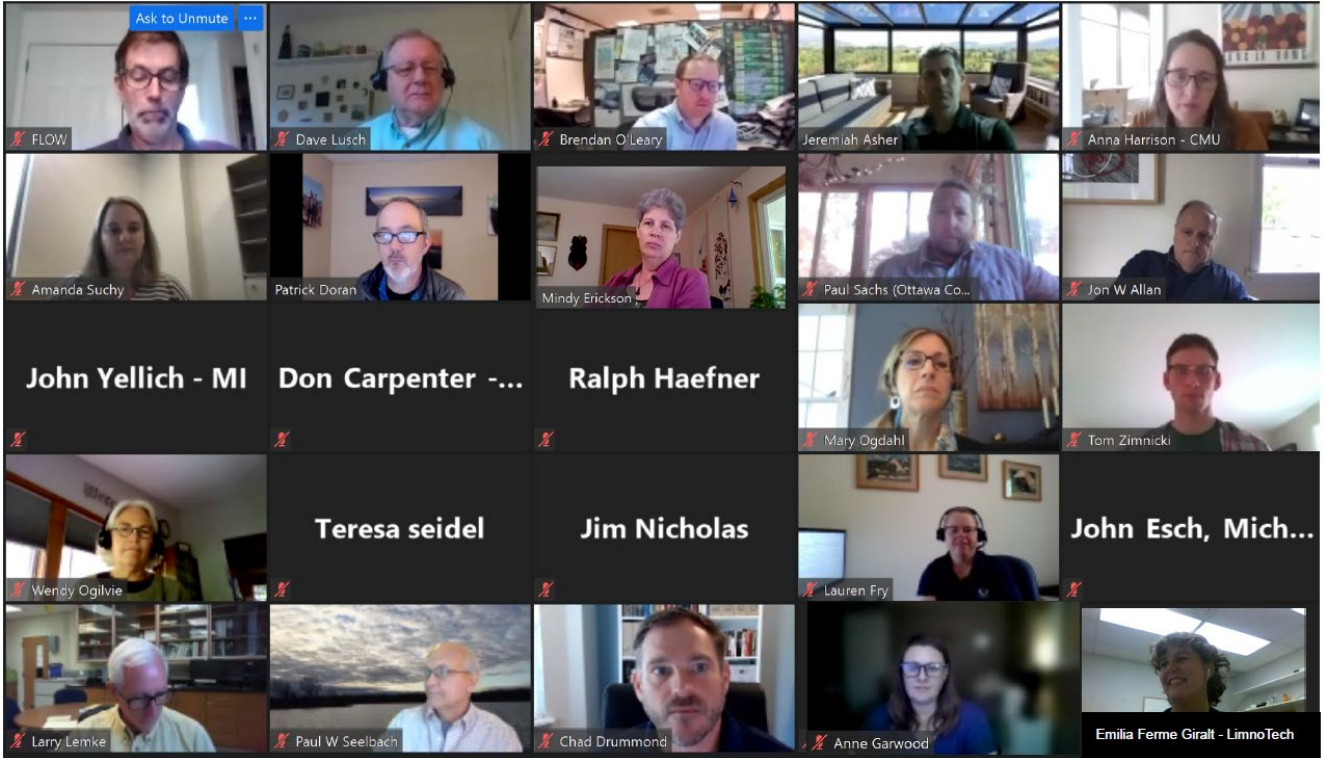 Ask to Unmute ...
FLOW
Dave Lusch
Brendan O'Leary
Jeremiah Asher
Anna Harrison - CMU
Amanda Suchy
Patrick Doran
Mindy Erickson
Paul Sachs (Ottawa Co...
Jon W Allan
John Yellich - MI
Don Carpenter -...
Ralph Haefner
Mary Ogdahl
Tom Zimnicki
Wendy Ogilvie
Teresa seidel
Jim Nicholas
Lauren Fry
John Esch, Mich...
Larry Lemke
Paul W Seelbach
Chad Drummond
Anne Garwood
Emilia Ferme Giralt - LimnoTech